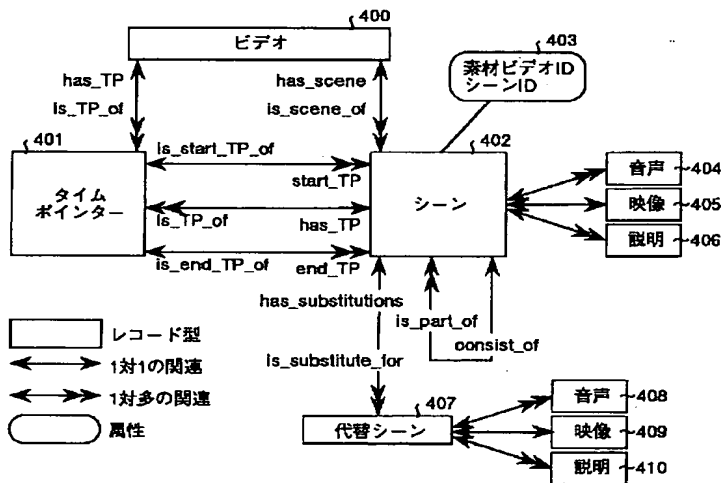 400
ビデオ
403
素材ビデオID
シーンID
has_TP
is_TP_of
has_scene
is_scene_of
401
タイム
ポインター
is_start_TP_of
start_TP
is_TP_of
has_TP
is_end_TP_of
end_TP
402
シーン
音声
404
映像
405
説明
406
has_substitutions
is_part_of
consist_of
is_substitute_for
レコード型
1対1の関連
1対多の関連
属性
407
代替シーン
音声
408
映像
409
説明
410